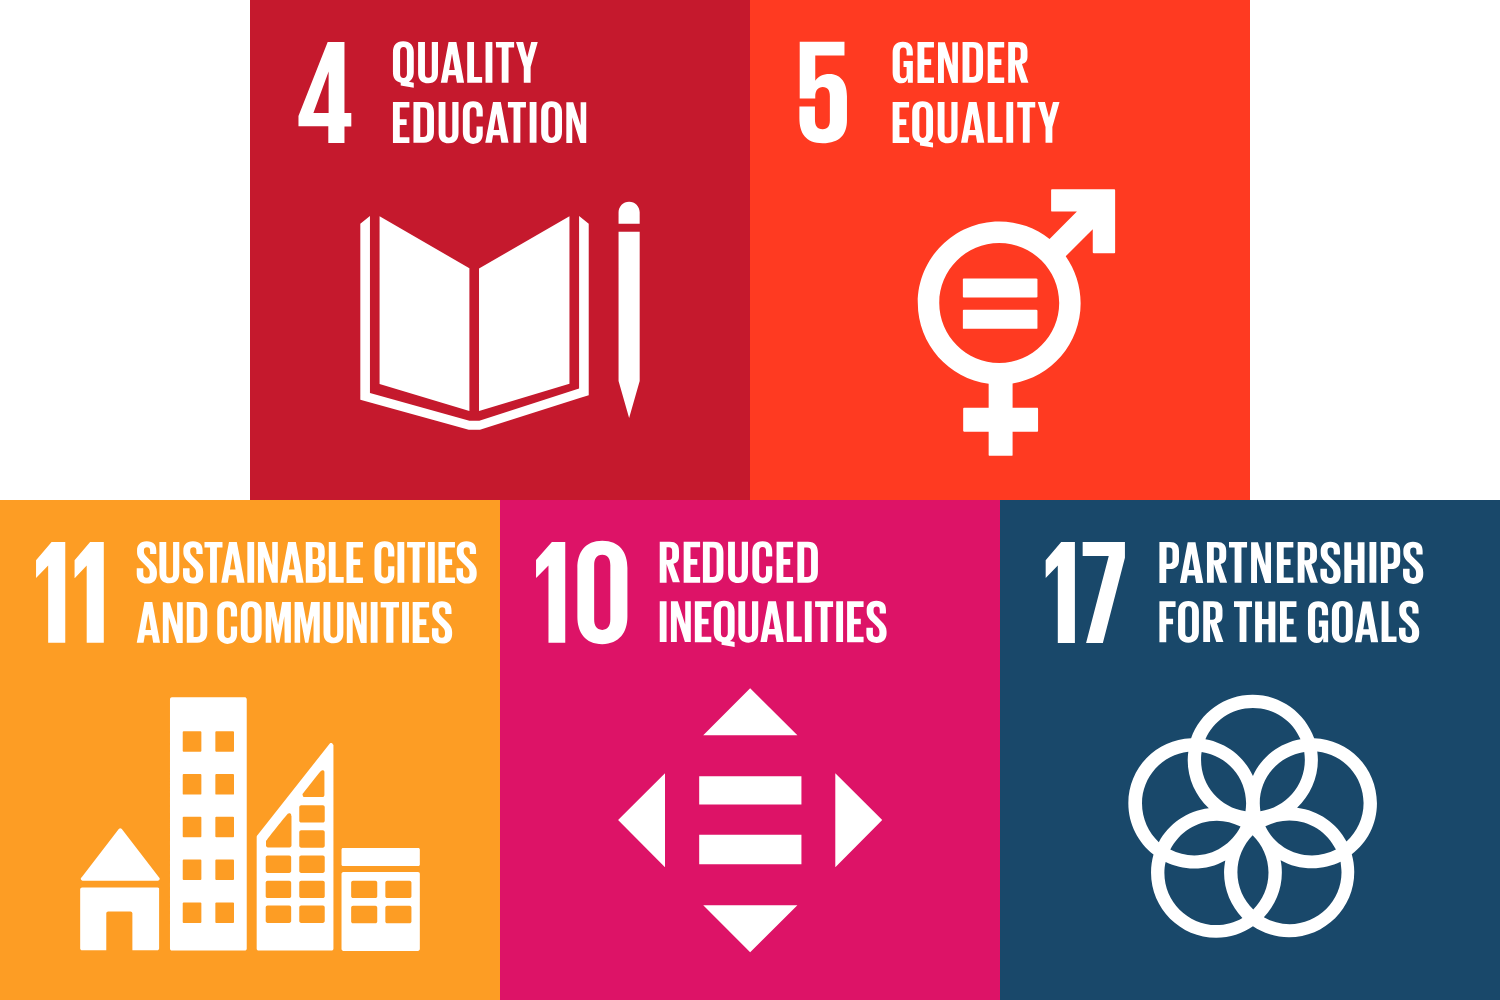 4
QUALITY
EDUCATION
5
GENDER
EQUALITY
11
SUSTAINABLE CITIES
AND COMMUNITIES
10
REDUCED
INEQUALITIES
17
PARTNERSHIPS
FOR THE GOALS